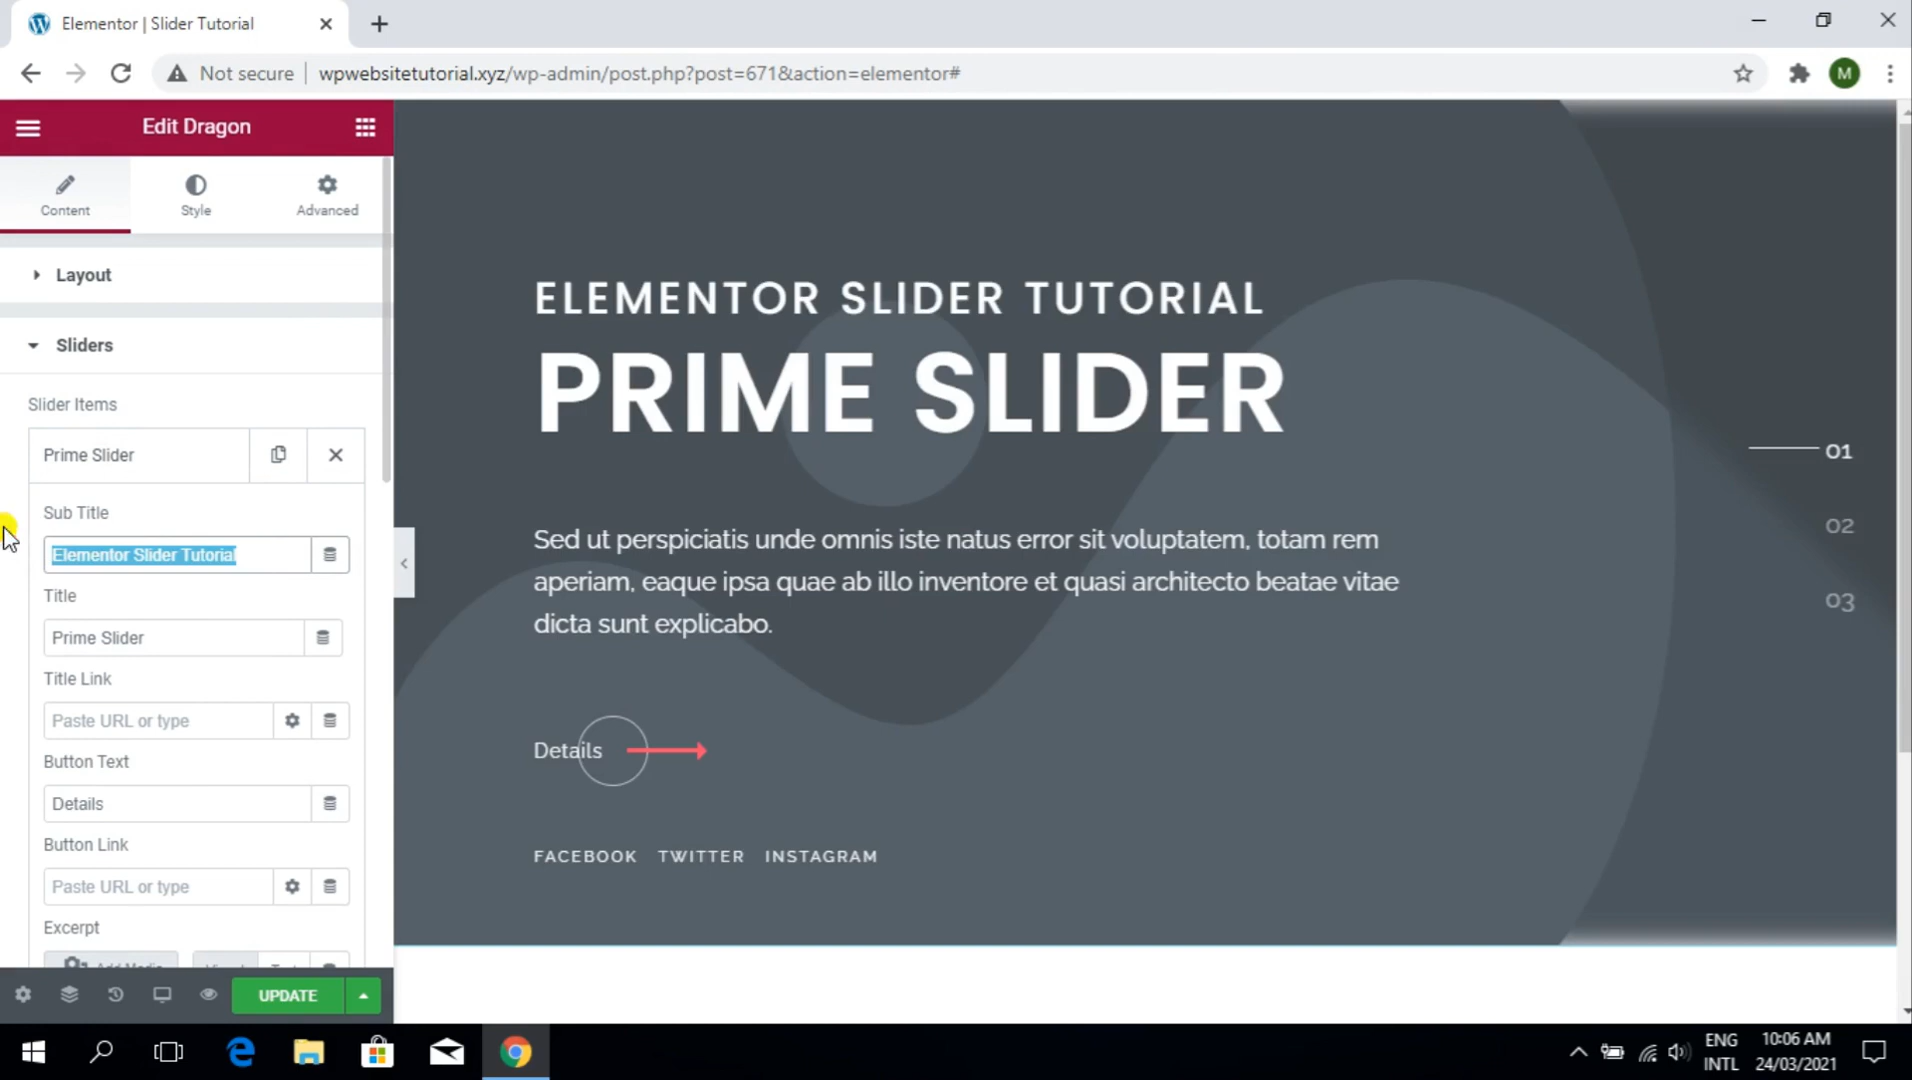 Elementor | Slider Tutorial
Not secure
wpwebsitetutorial.xyz/wp-admin/post.php?post=671&action=elementor#
M
Edit Dragon
Content
Style
Advanced
Layout
Sliders
Slider Items
Prime Slider
Sub Title
Elementor Slider Tutorial
Title
Prime Slider
Title Link
Paste URL or type
Button Text
Details
Button Link
Paste URL or type
Excerpt
Add Media
UPDATE
ELEMENTOR SLIDER TUTORIAL
PRIME SLIDER
Sed ut perspiciatis unde omnis iste natus error sit voluptatem, totam rem
aperiam, eaque ipsa quae ab illo inventore et quasi architecto beatae vitae
dicta sunt explicabo.
Details
FACEBOOK TWITTER INSTAGRAM
01
02
03
ENG
INTL
10:06 AM
24/03/2021